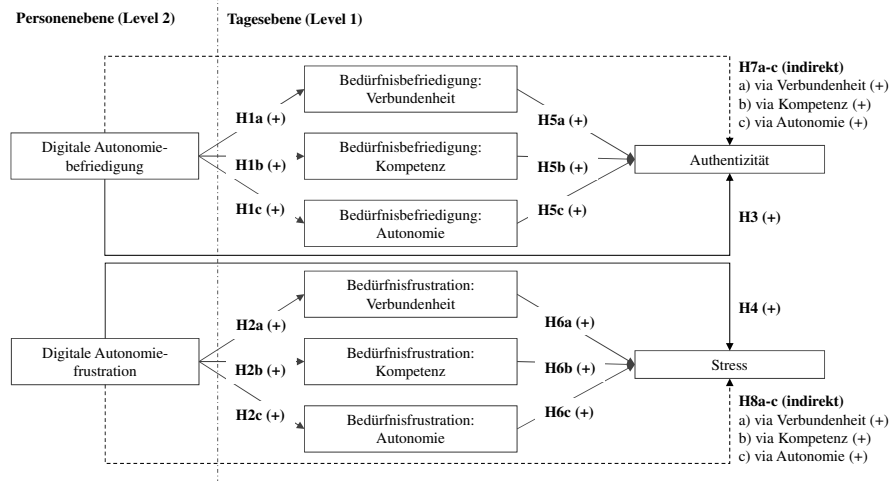 Personenebene (Level 2)
Tagesebene (Level 1)
H7a-c (indirekt)
a) via Verbundenheit (+)
b) via Kompetenz (+)
c) via Autonomie (+)
Bedürfnisbefriedigung:
Verbundenheit
H1a (+)
H5a (+)
Digitale Autonomie-
befriedigung
Bedürfnisbefriedigung:
Kompetenz
H1b (+)
H5b (+)
Authentizität
H1c (+)
H5c (+)
Bedürfnisbefriedigung:
Autonomie
H3 (+)
Bedürfnisfrustration:
Verbundenheit
H4 (+)
H2a (+)
H6a (+)
Digitale Autonomie-
frustration
Bedürfnisfrustration:
Kompetenz
H2b (+)
H6b (+)
Stress
H2c (+)
H6c (+)
Bedürfnisfrustration:
Autonomie
H8a-c (indirekt)
a) via Verbundenheit (+)
b) via Kompetenz (+)
c) via Autonomie (+)